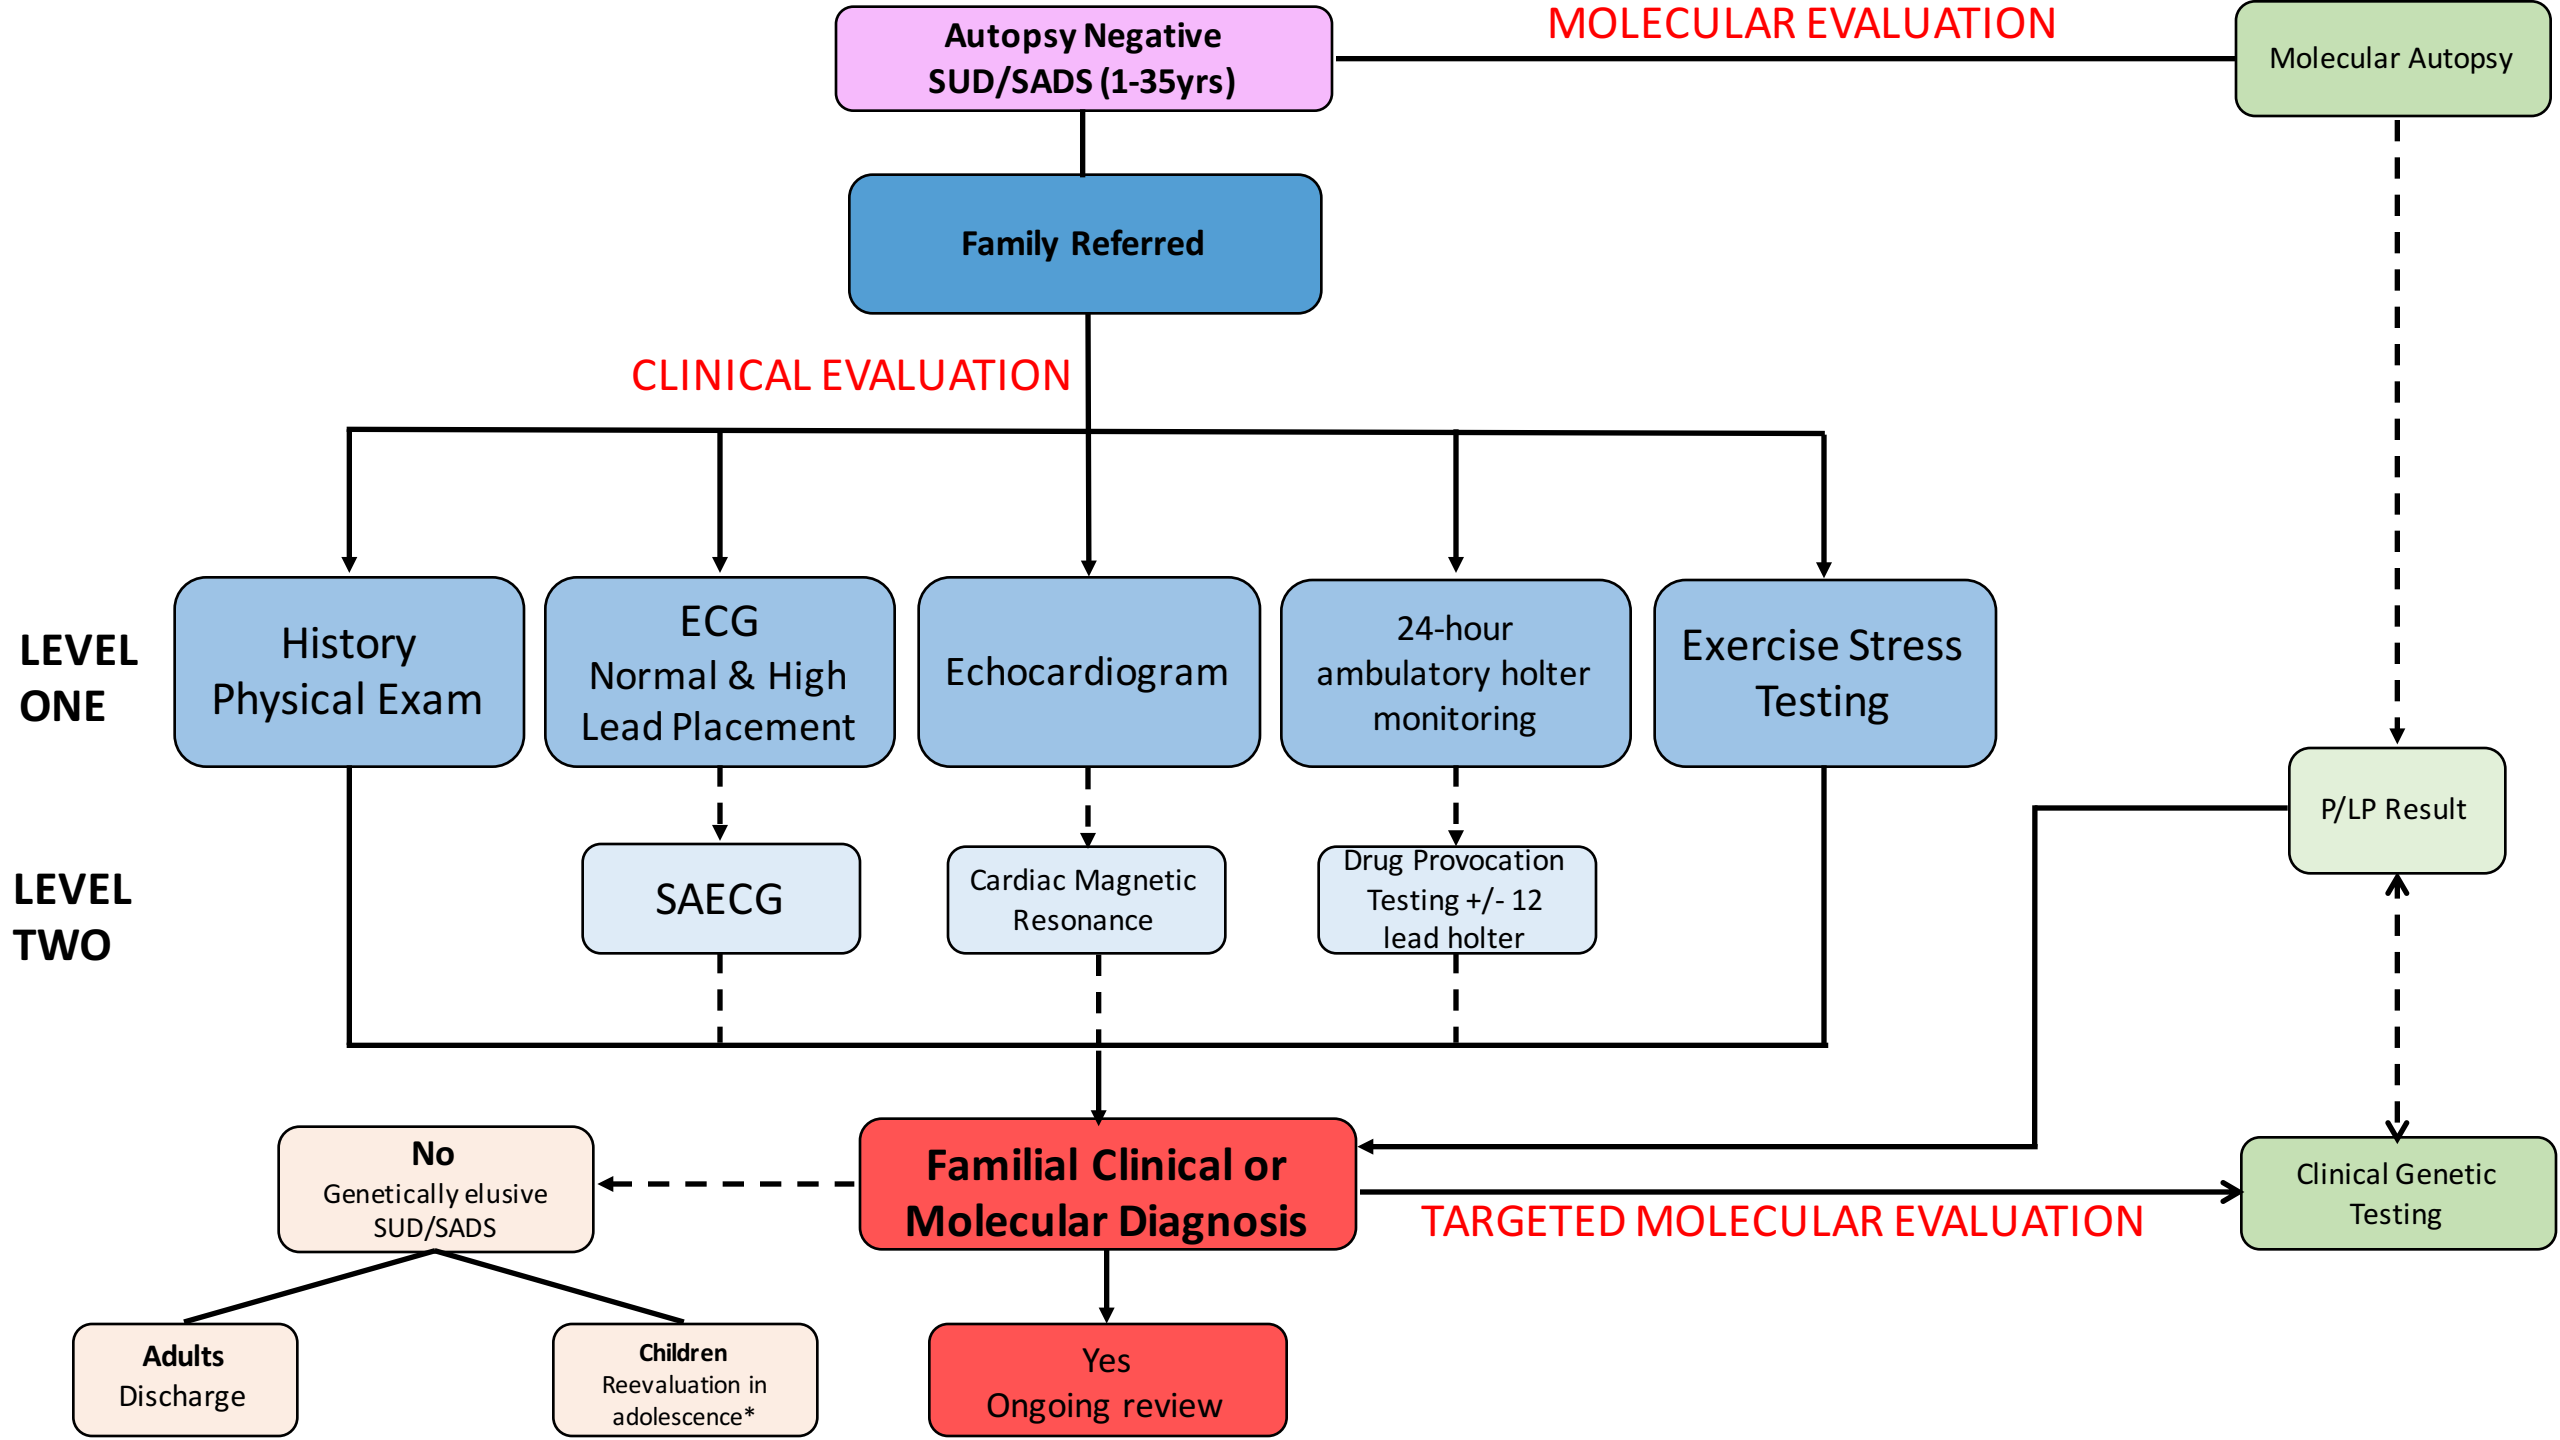 Autopsy Negative
SUD/SADS (1-35yrs)
MOLECULAR EVALUATION
Molecular Autopsy
Family Referred
CLINICAL EVALUATION
LEVEL
ONE
History
Physical Exam
ECG
Normal & High
Lead Placement
Echocardiogram
24-hour
ambulatory holter
monitoring
Exercise Stress
Testing
P/LP Result
LEVEL
TWO
SAECG
Cardiac Magnetic
Resonance
Drug Provocation
Testing +/- 12
lead holter
No
Genetically elusive
SUD/SADS
Familial Clinical or
Molecular Diagnosis
TARGETED MOLECULAR EVALUATION
Clinical Genetic
Testing
Adults
Discharge
Children
Reevaluation in
adolescence*
Yes
Ongoing review